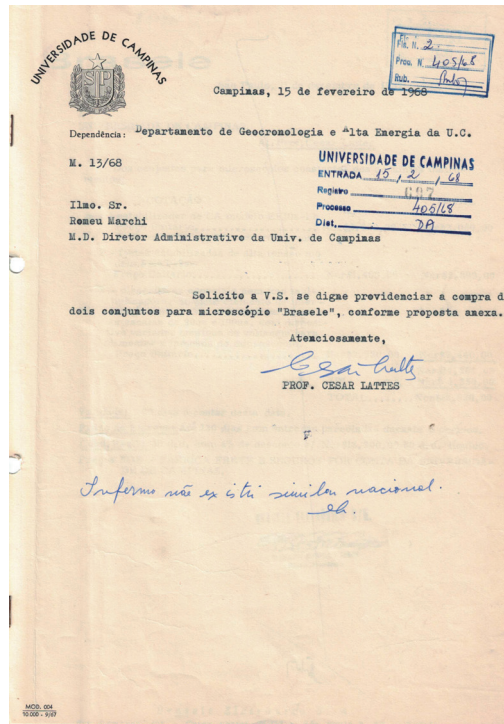 UNIVERSIDADE DE CAMPINAS
Fls. N. 2
Proc. N. 405/68
Rub.
Campinas, 15 de fevereiro de 1968
Dependência: Departamento de Geocronologia e Alta Energia da U.C.
M. 13/68
UNIVERSIDADE DE CAMPINAS
ENTRADA 15, 2, 68
Registro 687
Processo 405/68
Dist. DA
Ilmo. Sr.
Romeu Marchi
M.D. Diretor Administrativo da Univ. de Campinas
Solicito a V.S. se digne providenciar a compra d
dois conjuntos para microscópio "Brasele", conforme proposta anexa.
Atenciosamente,
Cesar Lattes
PROF. CESAR LATTES
Informo não existir similar nacional.
MOD. 004
10.000 - 9/67